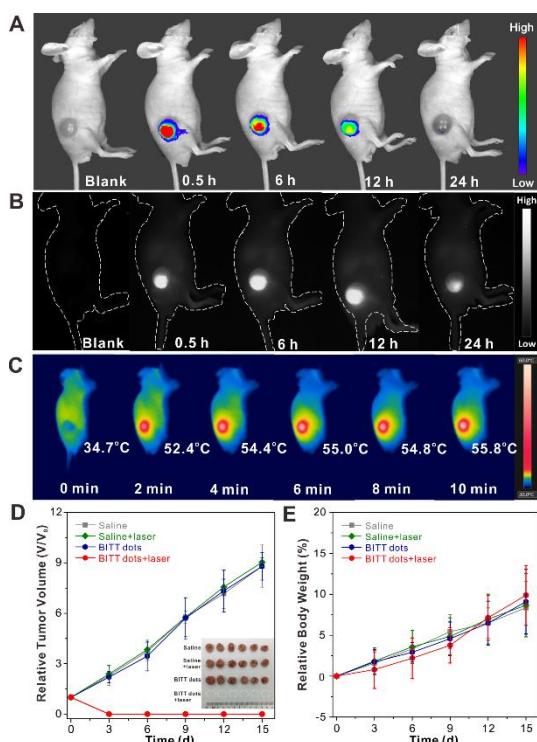 A
High
Low
Blank
0.5 h
6 h
12 h
24 h
B
High
Low
Blank
0.5 h
6 h
12 h
24 h
C
34.7°C
52.4°C
54.4°C
55.0°C
54.8°C
55.8°C
0 min
2 min
4 min
6 min
8 min
10 min
D
Saline
Saline+laser
BITT dots
BITT dots+laser
Relative Tumor Volume (V/V₀)
12
9
6
3
0
Saline
Saline
+laser
BITT dots
BITT dots
+laser
0 3 6 9 12 15
Time (d)
E
Saline
Saline+laser
BITT dots
BITT dots+laser
Relative Body Weight (%)
20
15
10
5
0
-5
0 3 6 9 12 15
Time (d)